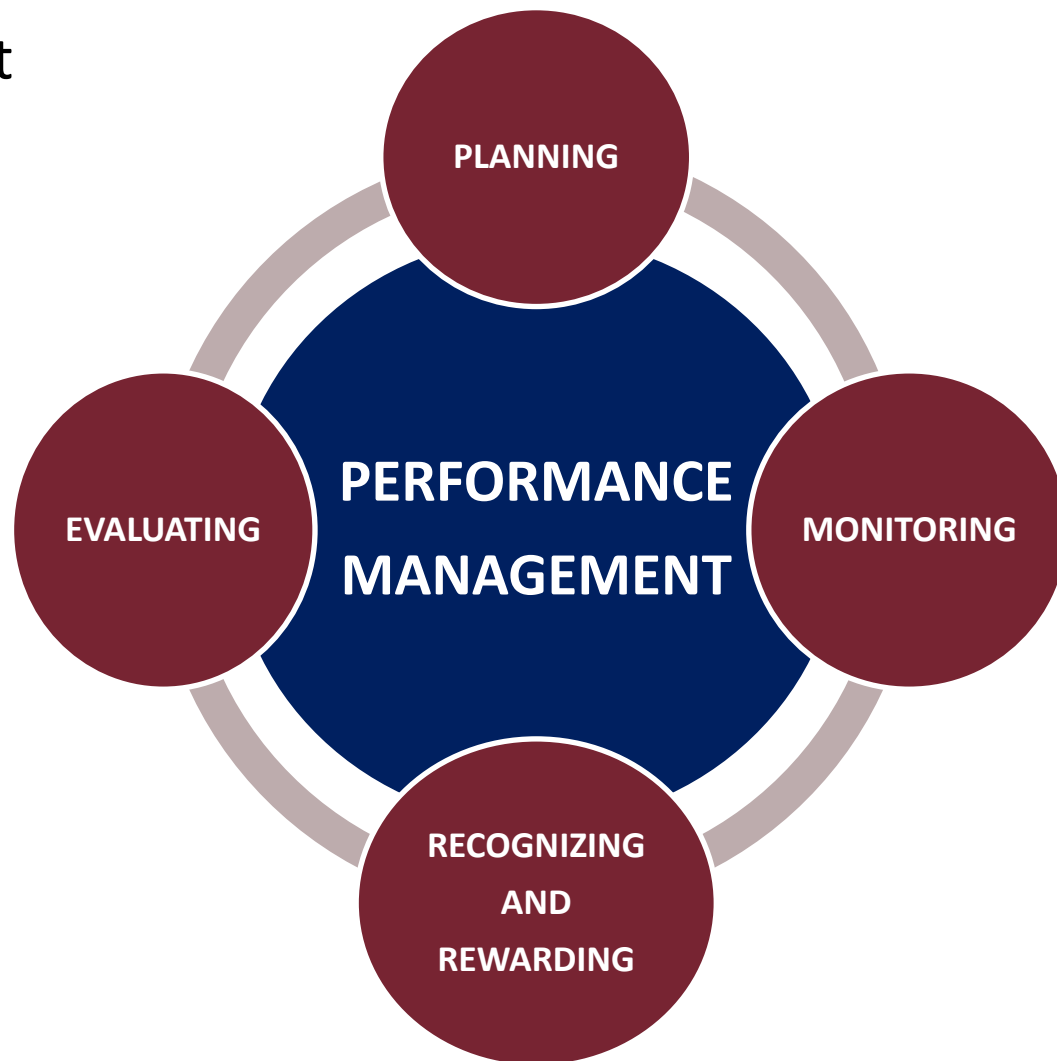 t
PLANNING
EVALUATING
PERFORMANCE
MANAGEMENT
MONITORING
RECOGNIZING
AND
REWARDING